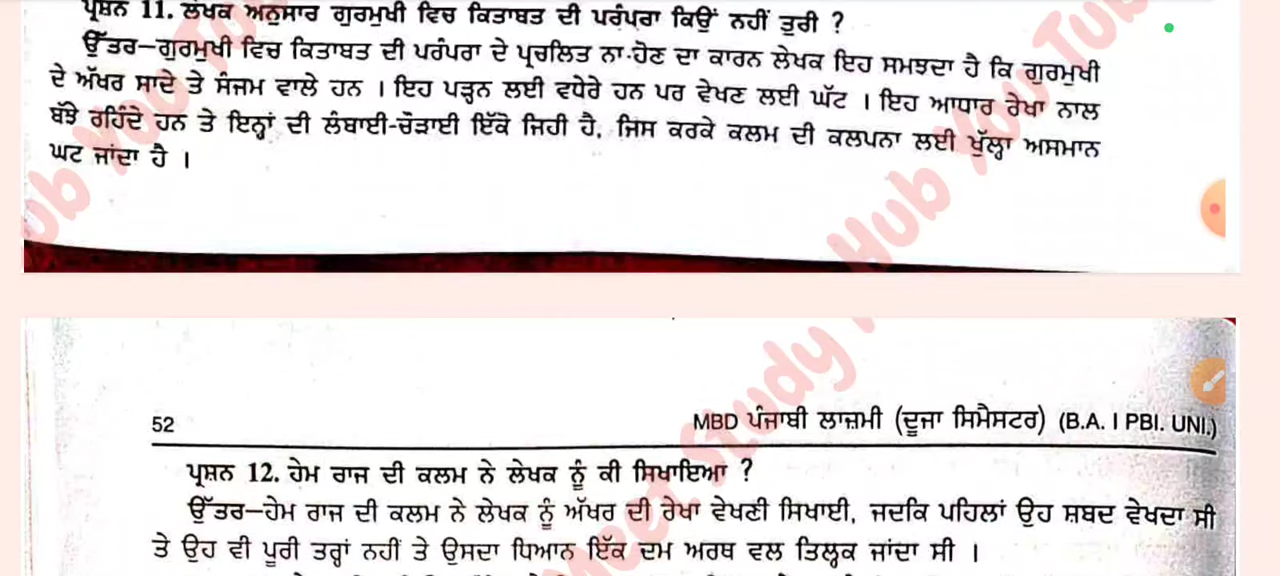 ਪ੍ਰਸ਼ਨ 11. ਲੇਖਕ ਅਨੁਸਾਰ ਗੁਰਮੁਖੀ ਵਿਚ ਕਿਤਾਬਤ ਦੀ ਪਰੰਪਰਾ ਕਿਉਂ ਨਹੀਂ ਤੁਰੀ ?
ਉੱਤਰ—ਗੁਰਮੁਖੀ ਵਿਚ ਕਿਤਾਬਤ ਦੀ ਪਰੰਪਰਾ ਦੇ ਪ੍ਰਚਲਿਤ ਨਾ ਹੋਣ ਦਾ ਕਾਰਨ ਲੇਖਕ ਇਹ ਸਮਝਦਾ ਹੈ ਕਿ ਗੁਰਮੁਖੀ
ਦੇ ਅੱਖਰ ਸਾਦੇ ਤੇ ਸੰਜਮ ਵਾਲੇ ਹਨ । ਇਹ ਪੜ੍ਹਨ ਲਈ ਵਧੇਰੇ ਹਨ ਪਰ ਵੇਖਣ ਲਈ ਘੱਟ । ਇਹ ਆਧਾਰ ਰੇਖਾ ਨਾਲ
ਬੱਝੇ ਰਹਿੰਦੇ ਹਨ ਤੇ ਇਨ੍ਹਾਂ ਦੀ ਲੰਬਾਈ-ਚੌੜਾਈ ਇੱਕੋ ਜਿਹੀ ਹੈ, ਜਿਸ ਕਰਕੇ ਕਲਮ ਦੀ ਕਲਪਨਾ ਲਈ ਖੁੱਲ੍ਹਾ ਅਸਮਾਨ
ਘਟ ਜਾਂਦਾ ਹੈ ।
52 MBD ਪੰਜਾਬੀ ਲਾਜ਼ਮੀ (ਦੂਜਾ ਸਿਮੈਸਟਰ) (B.A. I PBI. UNI.)
ਪ੍ਰਸ਼ਨ 12. ਹੇਮ ਰਾਜ ਦੀ ਕਲਮ ਨੇ ਲੇਖਕ ਨੂੰ ਕੀ ਸਿਖਾਇਆ ?
ਉੱਤਰ—ਹੇਮ ਰਾਜ ਦੀ ਕਲਮ ਨੇ ਲੇਖਕ ਨੂੰ ਅੱਖਰ ਦੀ ਰੇਖਾ ਵੇਖਣੀ ਸਿਖਾਈ, ਜਦਕਿ ਪਹਿਲਾਂ ਉਹ ਸ਼ਬਦ ਵੇਖਦਾ ਸੀ
ਤੇ ਉਹ ਵੀ ਪੂਰੀ ਤਰ੍ਹਾਂ ਨਹੀਂ ਤੇ ਉਸਦਾ ਧਿਆਨ ਇੱਕ ਦਮ ਅਰਥ ਵਲ ਤਿਲ੍ਹਕ ਜਾਂਦਾ ਸੀ ।